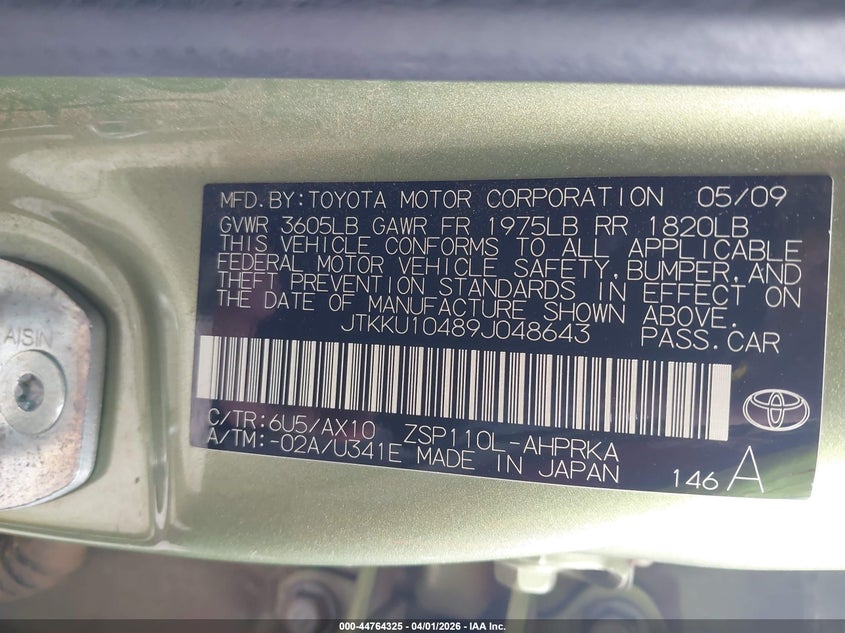 MFD.BY:TOYOTA MOTOR CORPORATION 05/09
GVWR 3605LB GAWR FR 1975LB RR 1820LB
THIS VEHICLE CONFORMS TO ALL APPLICABLE
FEDERAL MOTOR VEHICLE SAFETY,BUMPER,AND
THEFT PREVENTION STANDARDS IN EFFECT ON
THE DATE OF MANUFACTURE SHOWN ABOVE.
JTKKU10489J048643 PASS.CAR
C/TR:6U5/AX10 ZSP110L-AHPRKA
A/TM:-02A/U341E MADE IN JAPAN
146 A
AISIN
000-44764325 - 04/01/2026 - IAA Inc.